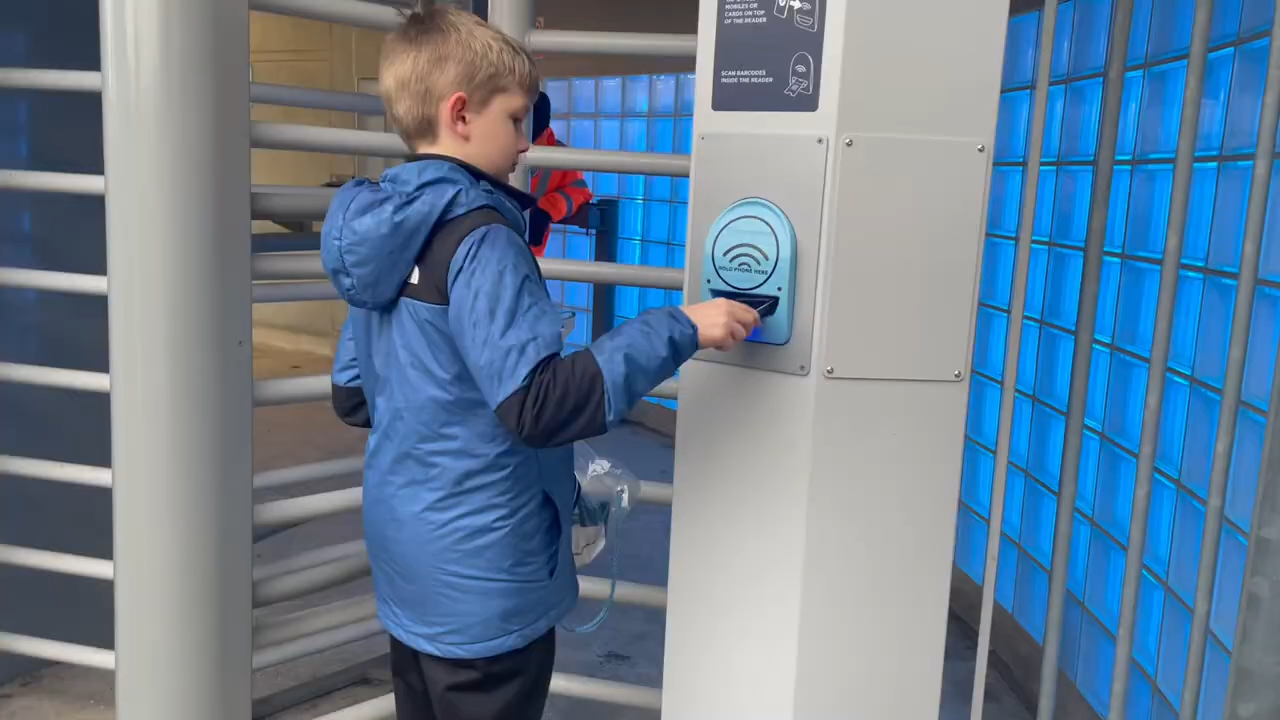 MOBILES OR
CARDS ON TOP
OF THE READER
SCAN BARCODES
INSIDE THE READER
HOLD PHONE HERE